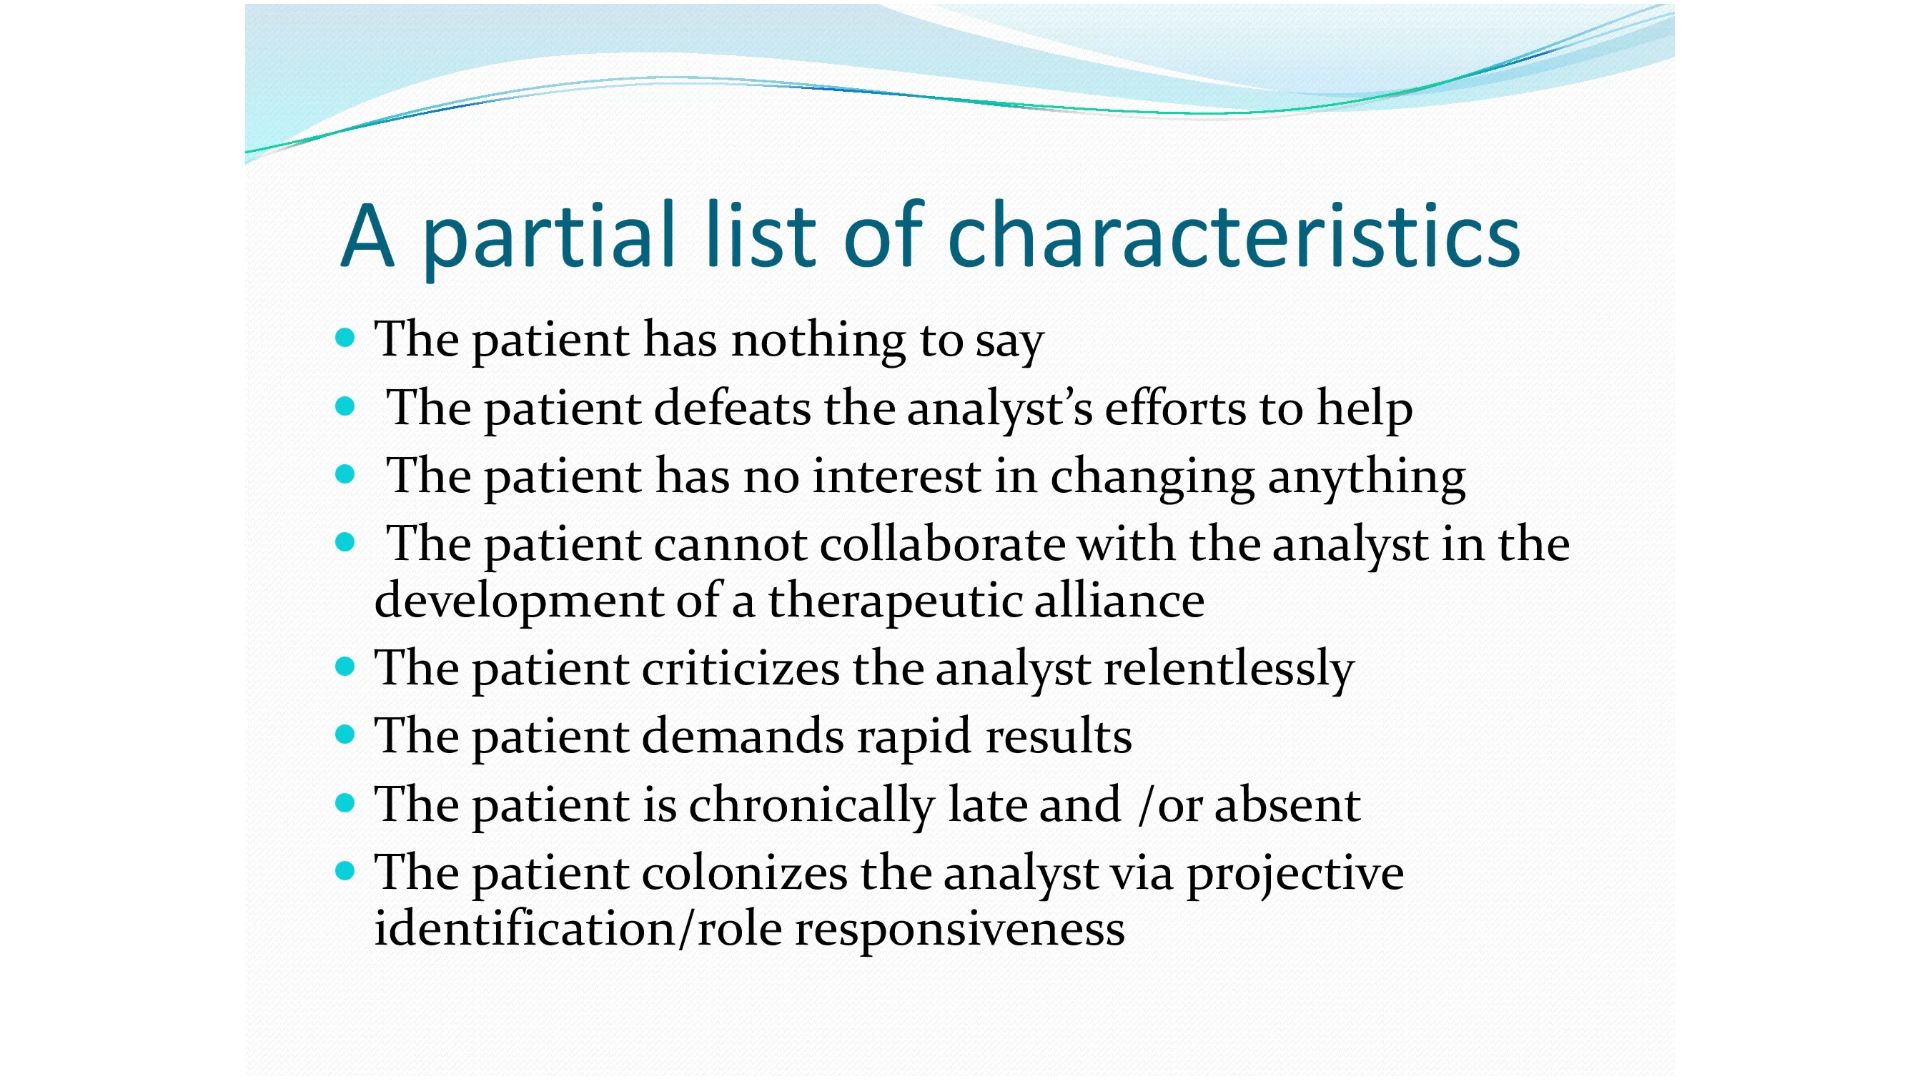 A partial list of characteristics
The patient has nothing to say
The patient defeats the analyst’s efforts to help
The patient has no interest in changing anything
The patient cannot collaborate with the analyst in the
development of a therapeutic alliance
The patient criticizes the analyst relentlessly
The patient demands rapid results
The patient is chronically late and /or absent
The patient colonizes the analyst via projective
identification/role responsiveness